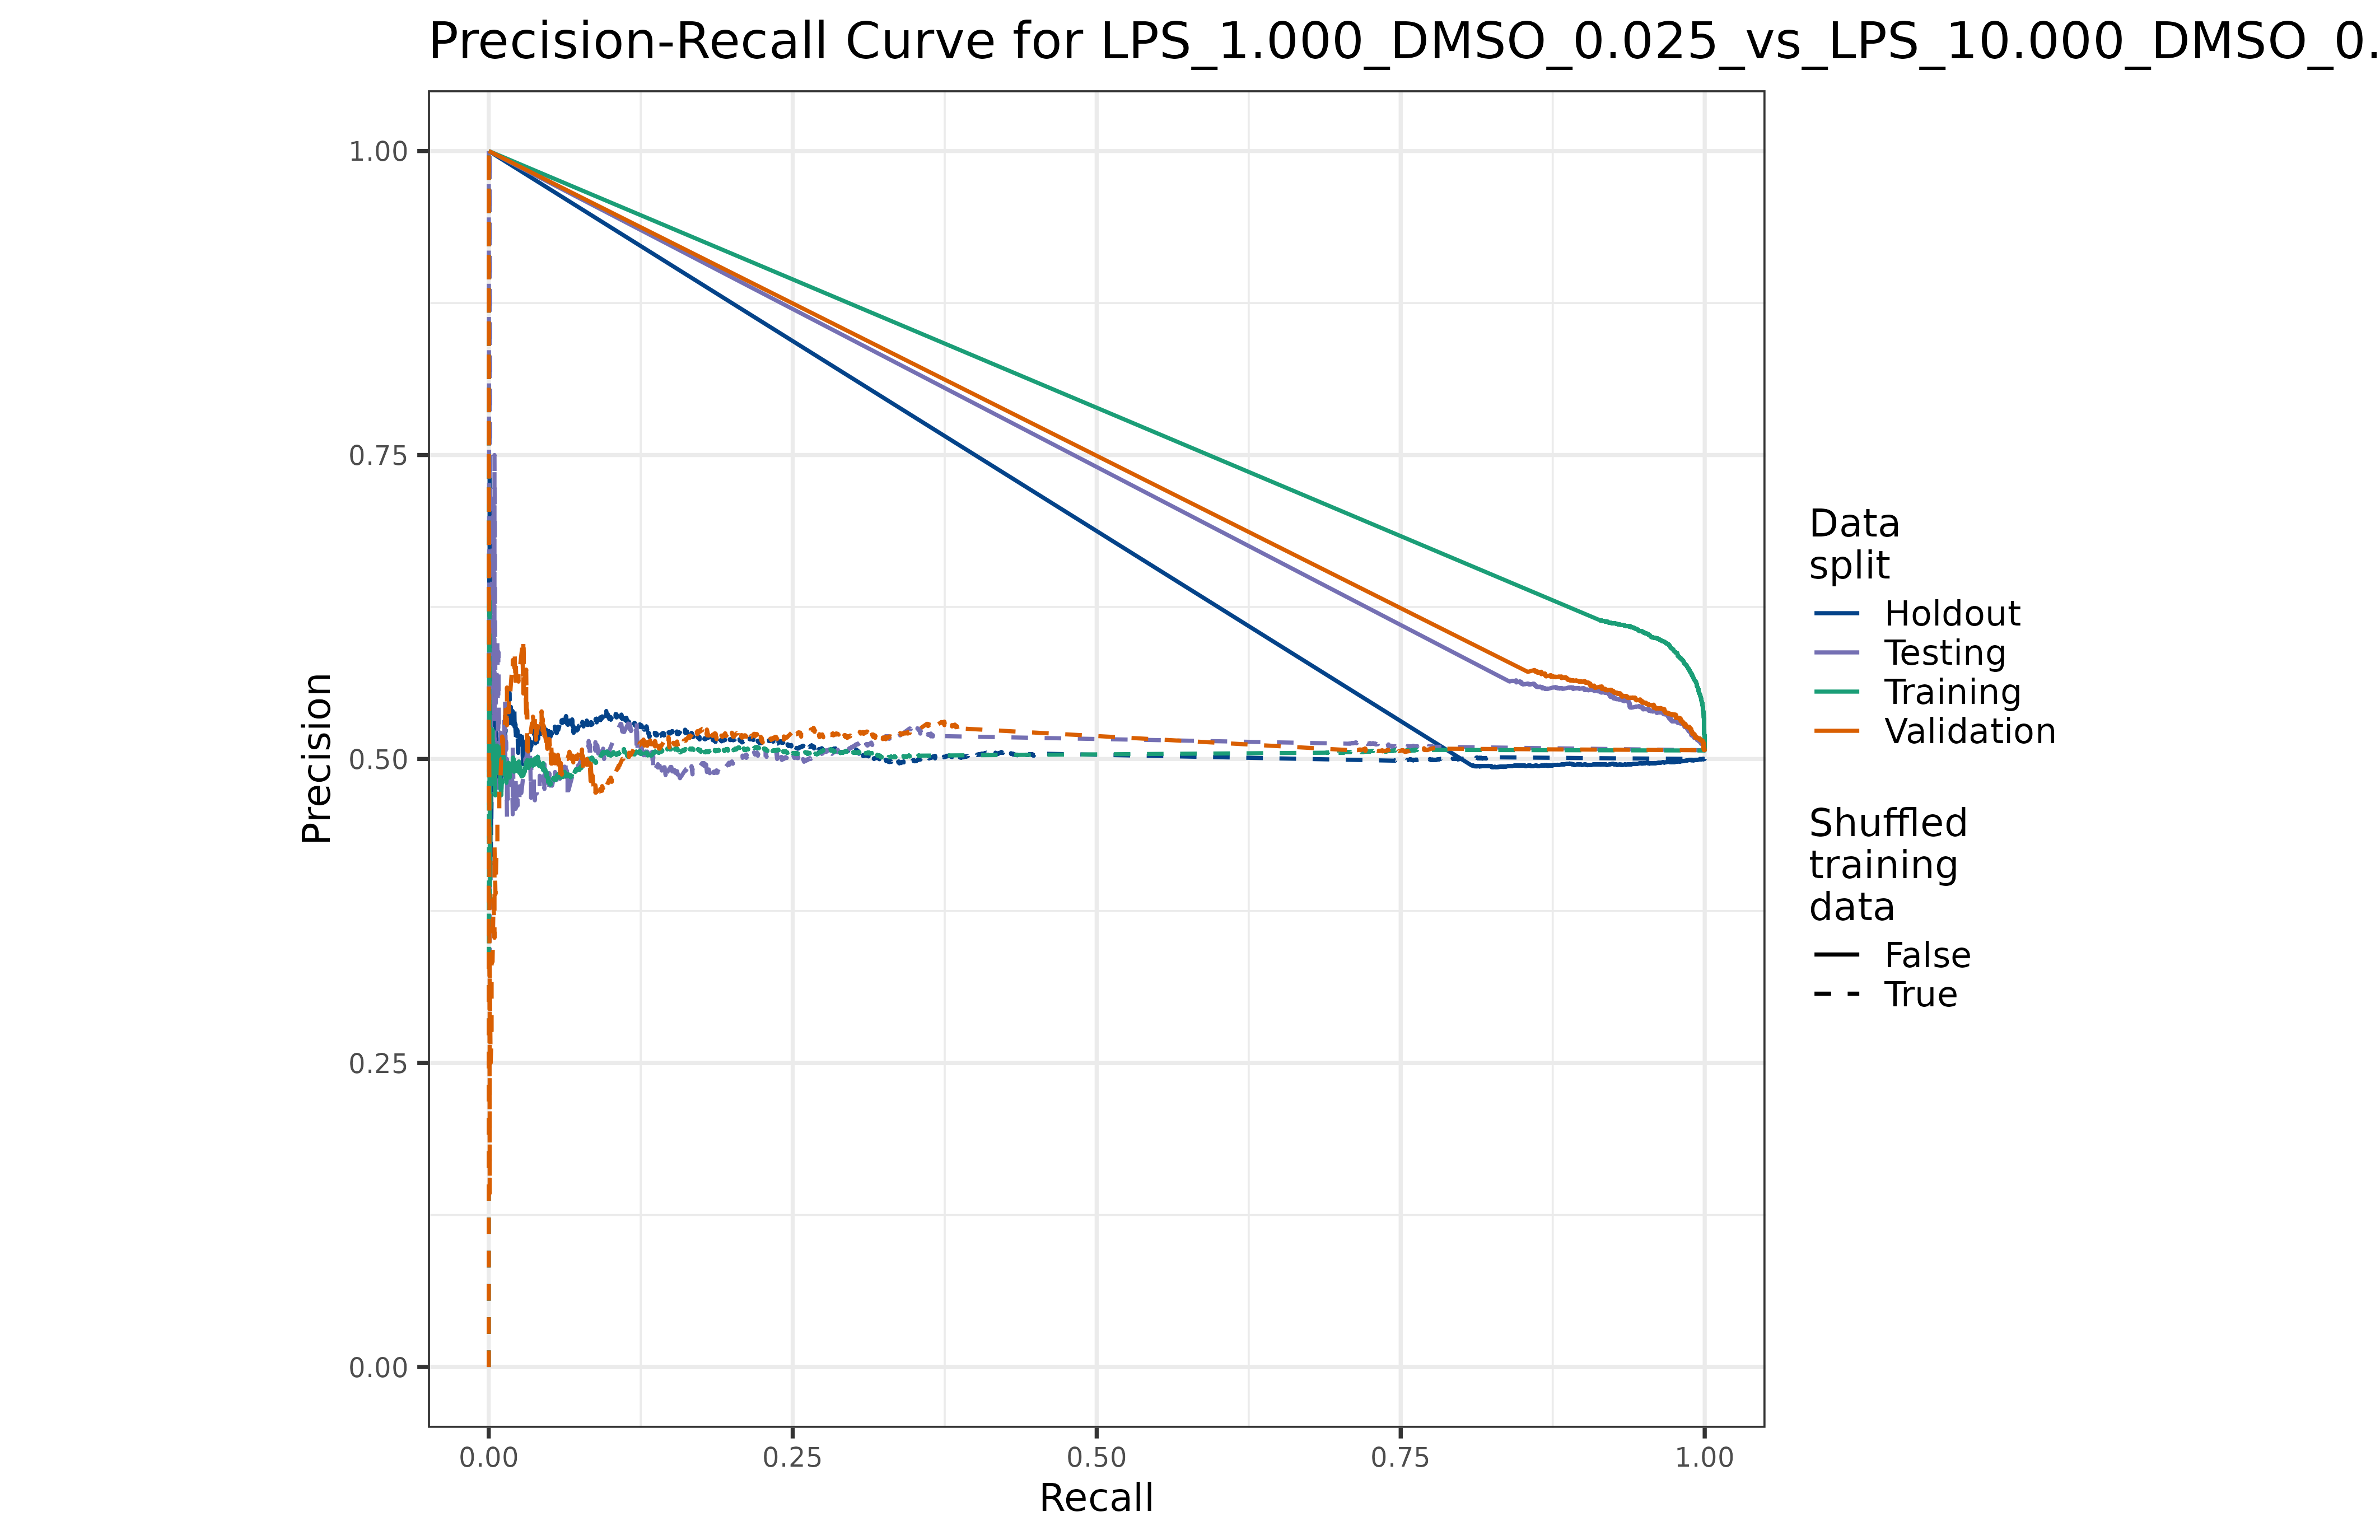 Precision-Recall Curve for LPS_1.000_DMSO_0.025_vs_LPS_10.000_DMSO_0.
1.00
0.75
0.50
0.25
0.00
Precision
0.00 0.25 0.50 0.75 1.00
Recall
Data
split
Holdout
Testing
Training
Validation
Shuffled
training
data
False
True